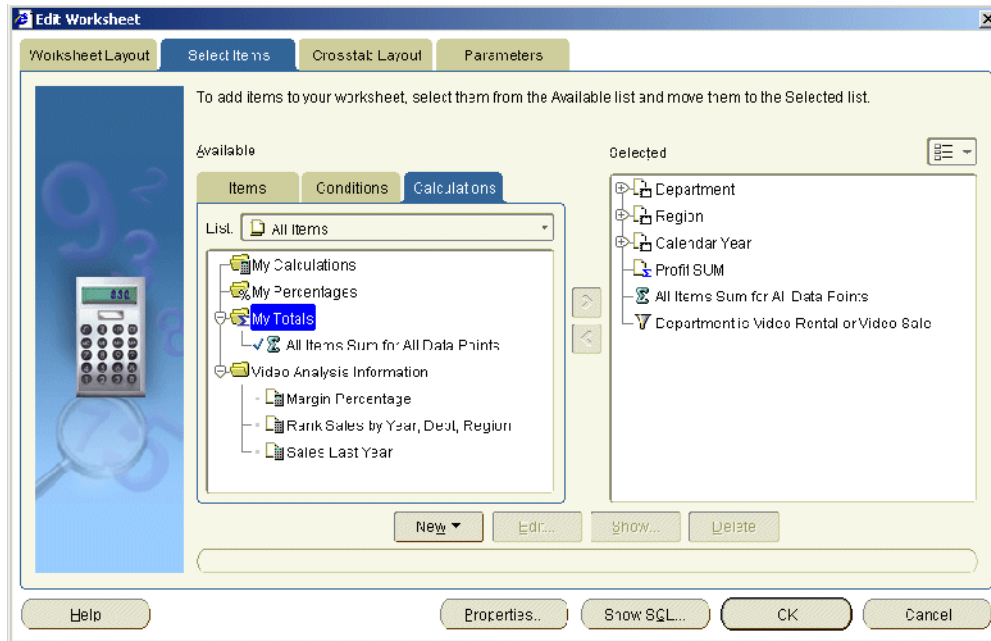 Edit Worksheet
Worksheet Layout
Select Items
Crosstab Layout
Parameters
To add items to your worksheet, select them from the Available list and move them to the Selected list.
Available
Selected
Items
Conditions
Calculations
List:
All Items
My Calculations
My Percentages
My Totals
All Items Sum for All Data Points
Video Analysis Information
Margin Percentage
Rank Sales by Year, Dept, Region
Sales Last Year
Department
Region
Calendar Year
Profit SUM
All Items Sum for All Data Points
Department is Video Rental or Video Sale
New
Edit...
Show...
Delete
Help
Properties..
Show SQL...
OK
Cancel